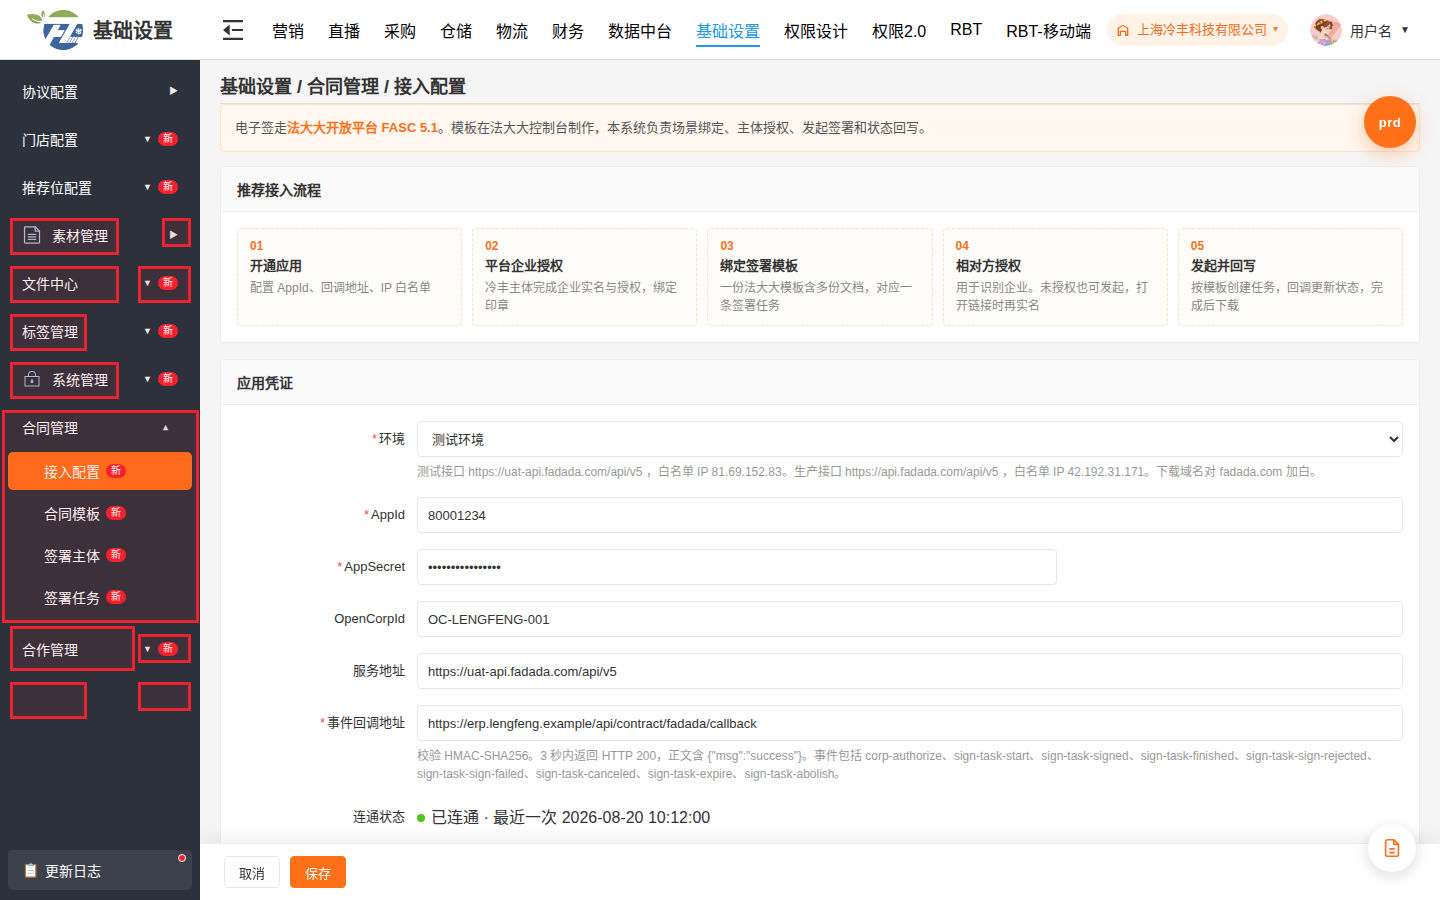 基础设置
营销 直播 采购 仓储 物流 财务 数据中台 基础设置 权限设计 权限2.0 RBT RBT-移动端
上海冷丰科技有限公司 ▾
用户名 ▼
协议配置 ▶
门店配置 ▼ 新
推荐位配置 ▼ 新
素材管理 ▶
文件中心 ▼ 新
标签管理 ▼ 新
系统管理 ▼ 新
合同管理 ▲
接入配置 新
合同模板 新
签署主体 新
签署任务 新
合作管理 ▼ 新
更新日志
基础设置 / 合同管理 / 接入配置
电子签走法大大开放平台 FASC 5.1。模板在法大大控制台制作，本系统负责场景绑定、主体授权、发起签署和状态回写。
prd
推荐接入流程
01
开通应用
配置 AppId、回调地址、IP 白名单
02
平台企业授权
冷丰主体完成企业实名与授权，绑定
印章
03
绑定签署模板
一份法大大模板含多份文档，对应一
条签署任务
04
相对方授权
用于识别企业。未授权也可发起，打
开链接时再实名
05
发起并回写
按模板创建任务，回调更新状态，完
成后下载
应用凭证
*环境 测试环境
测试接口 https://uat-api.fadada.com/api/v5 ，白名单 IP 81.69.152.83。生产接口 https://api.fadada.com/api/v5 ，白名单 IP 42.192.31.171。下载域名对 fadada.com 加白。
*AppId 80001234
*AppSecret ••••••••••••••••
OpenCorpId OC-LENGFENG-001
服务地址 https://uat-api.fadada.com/api/v5
*事件回调地址 https://erp.lengfeng.example/api/contract/fadada/callback
校验 HMAC-SHA256。3 秒内返回 HTTP 200，正文含 {"msg":"success"}。事件包括 corp-authorize、sign-task-start、sign-task-signed、sign-task-finished、sign-task-sign-rejected、
sign-task-sign-failed、sign-task-canceled、sign-task-expire、sign-task-abolish。
连通状态 已连通 · 最近一次 2026-08-20 10:12:00
取消 保存